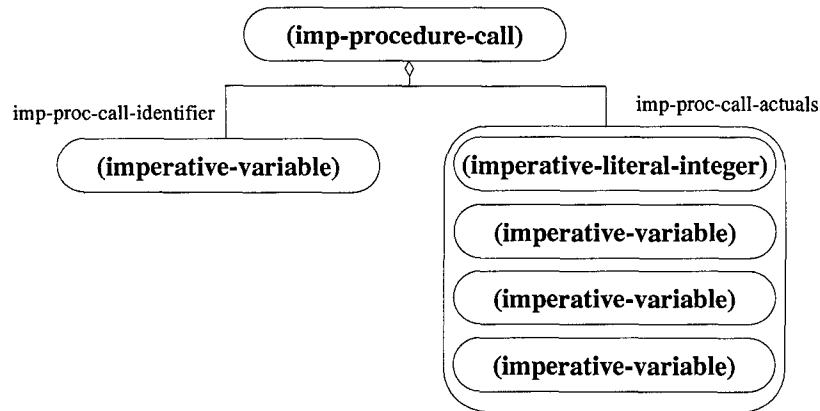 (imp-procedure-call)
imp-proc-call-identifier
imp-proc-call-actuals
(imperative-variable)
(imperative-literal-integer)
(imperative-variable)
(imperative-variable)
(imperative-variable)